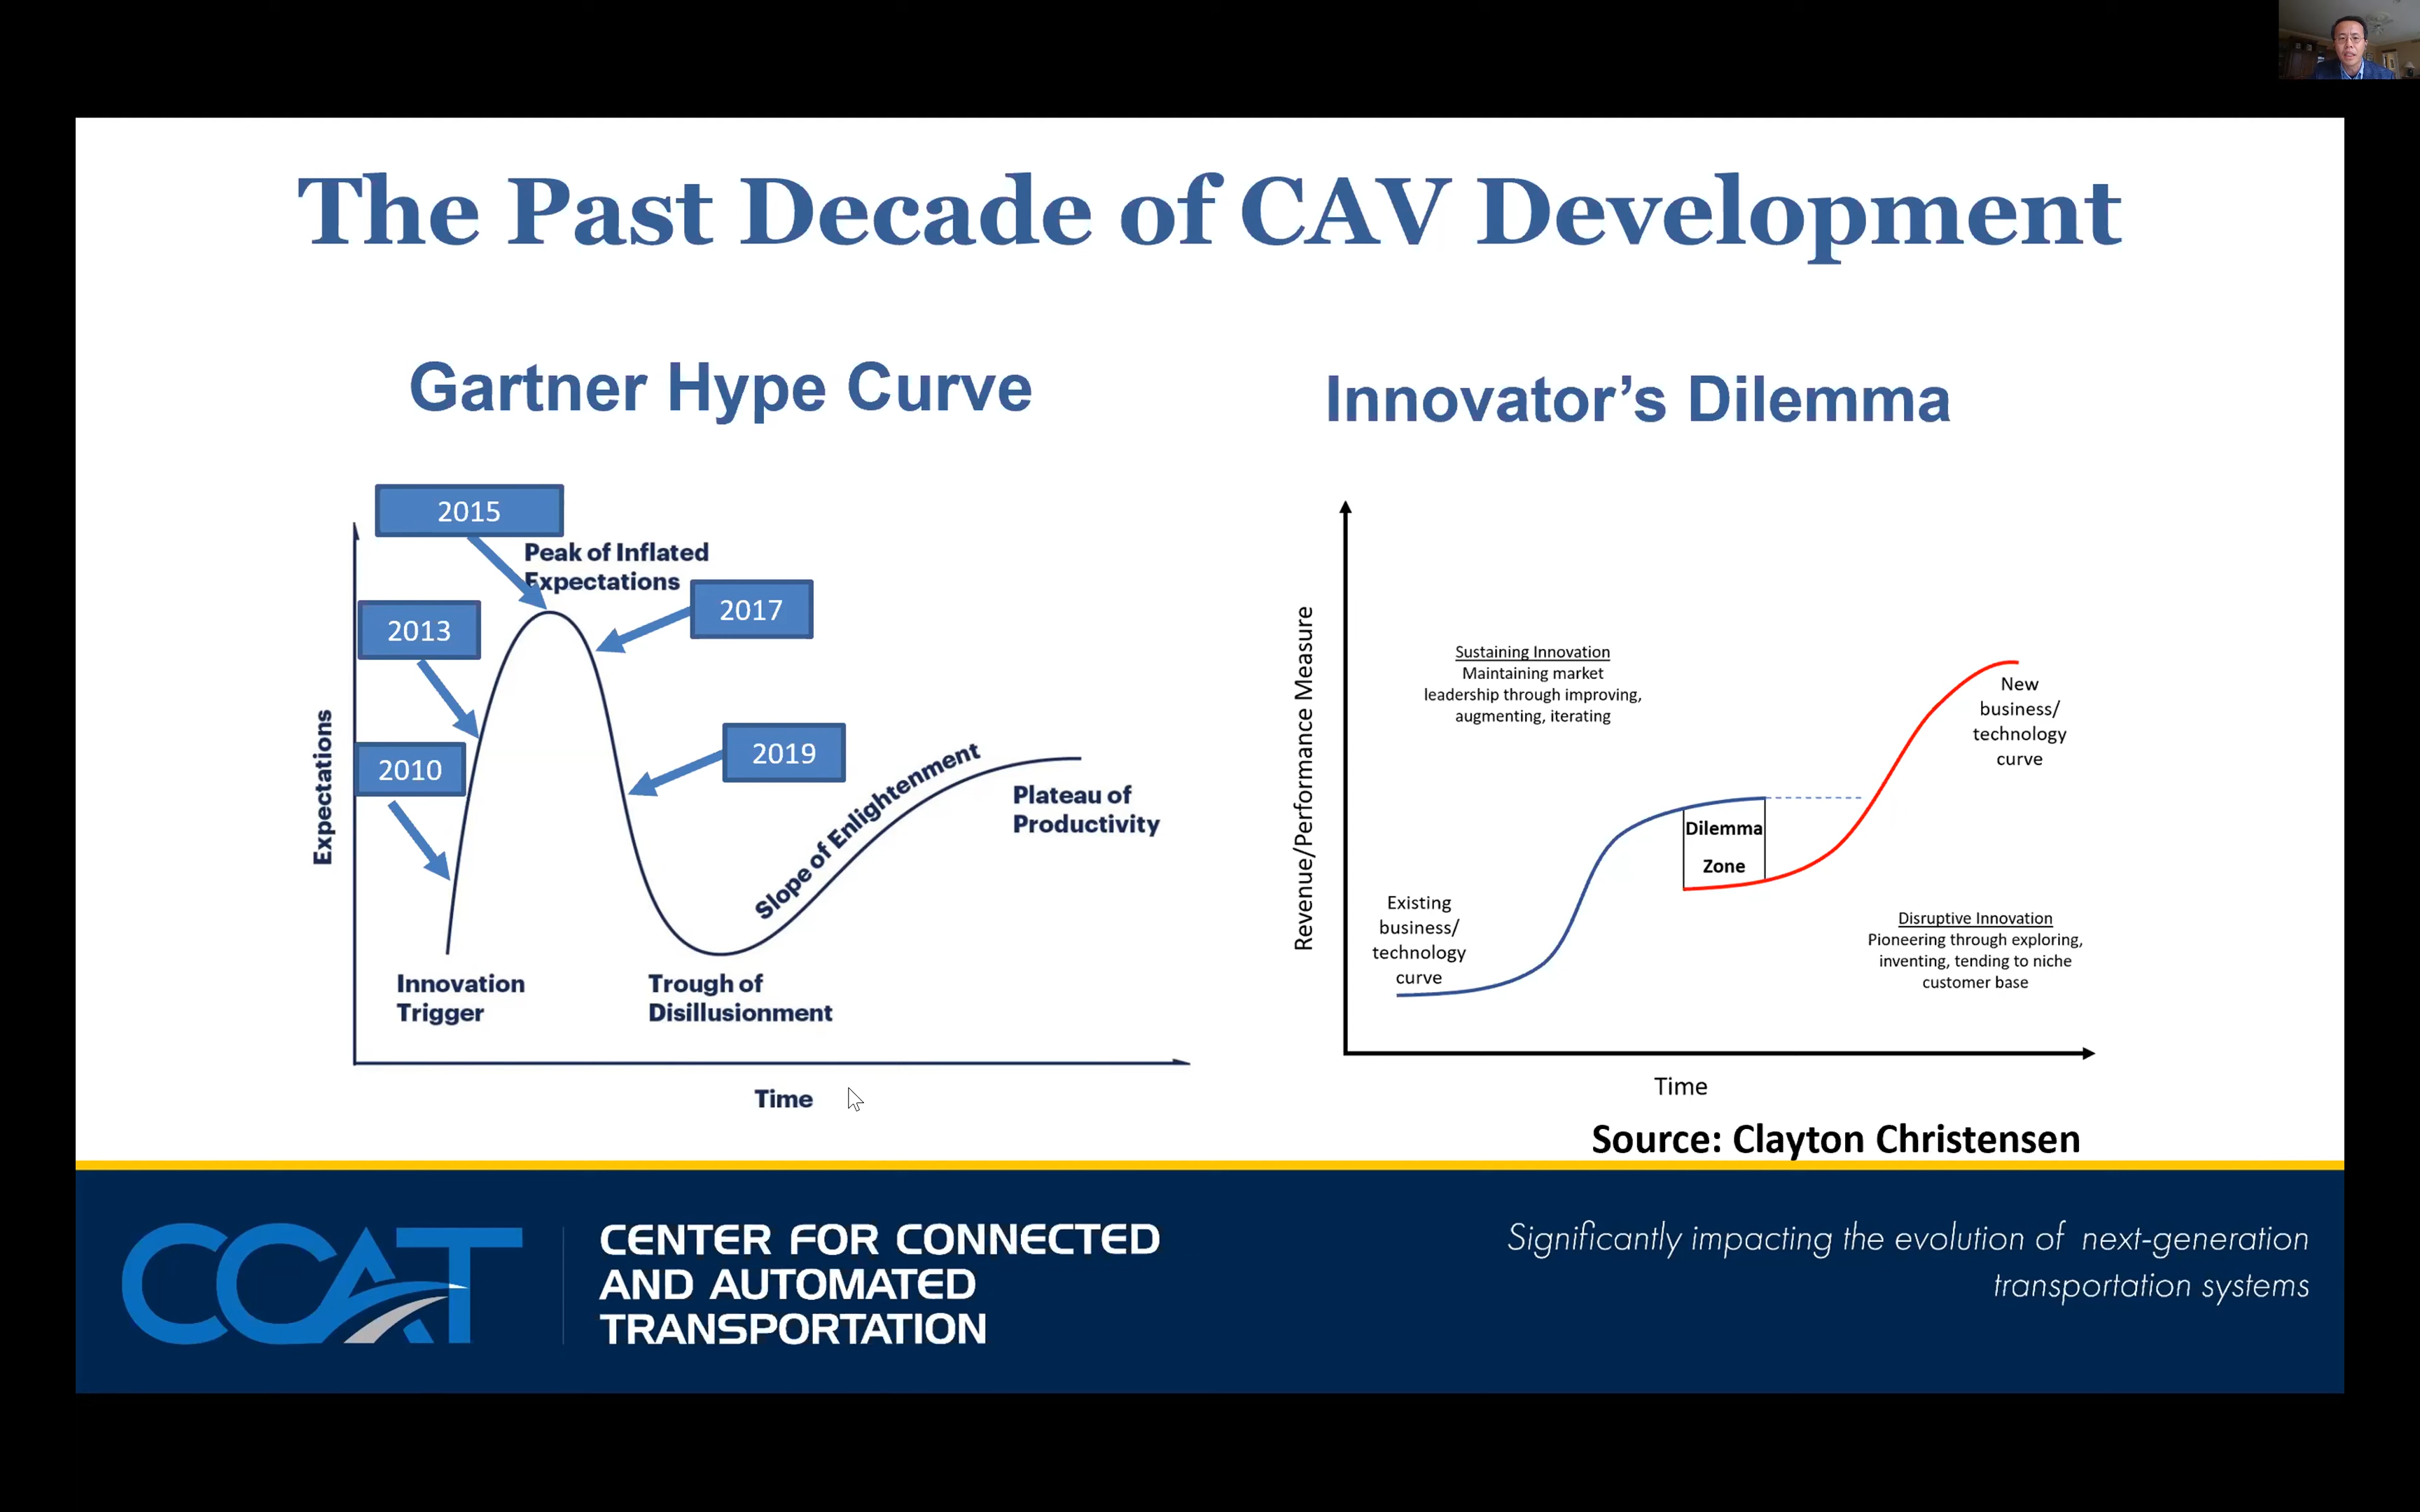 The Past Decade of CAV Development
Gartner Hype Curve
2015
Peak of Inflated
Expectations
2017
2013
2019
2010
Expectations
Slope of Enlightenment
Plateau of
Productivity
Innovation
Trigger
Trough of
Disillusionment
Time
Innovator’s Dilemma
Revenue/Performance Measure
Sustaining Innovation
Maintaining market
leadership through improving,
augmenting, iterating
New
business/
technology
curve
Dilemma
Zone
Existing
business/
technology
curve
Disruptive Innovation
Pioneering through exploring,
inventing, tending to niche
customer base
Time
Source: Clayton Christensen
CCAT
CENTER FOR CONNECTED
AND AUTOMATED
TRANSPORTATION
Significantly impacting the evolution of next-generation
transportation systems